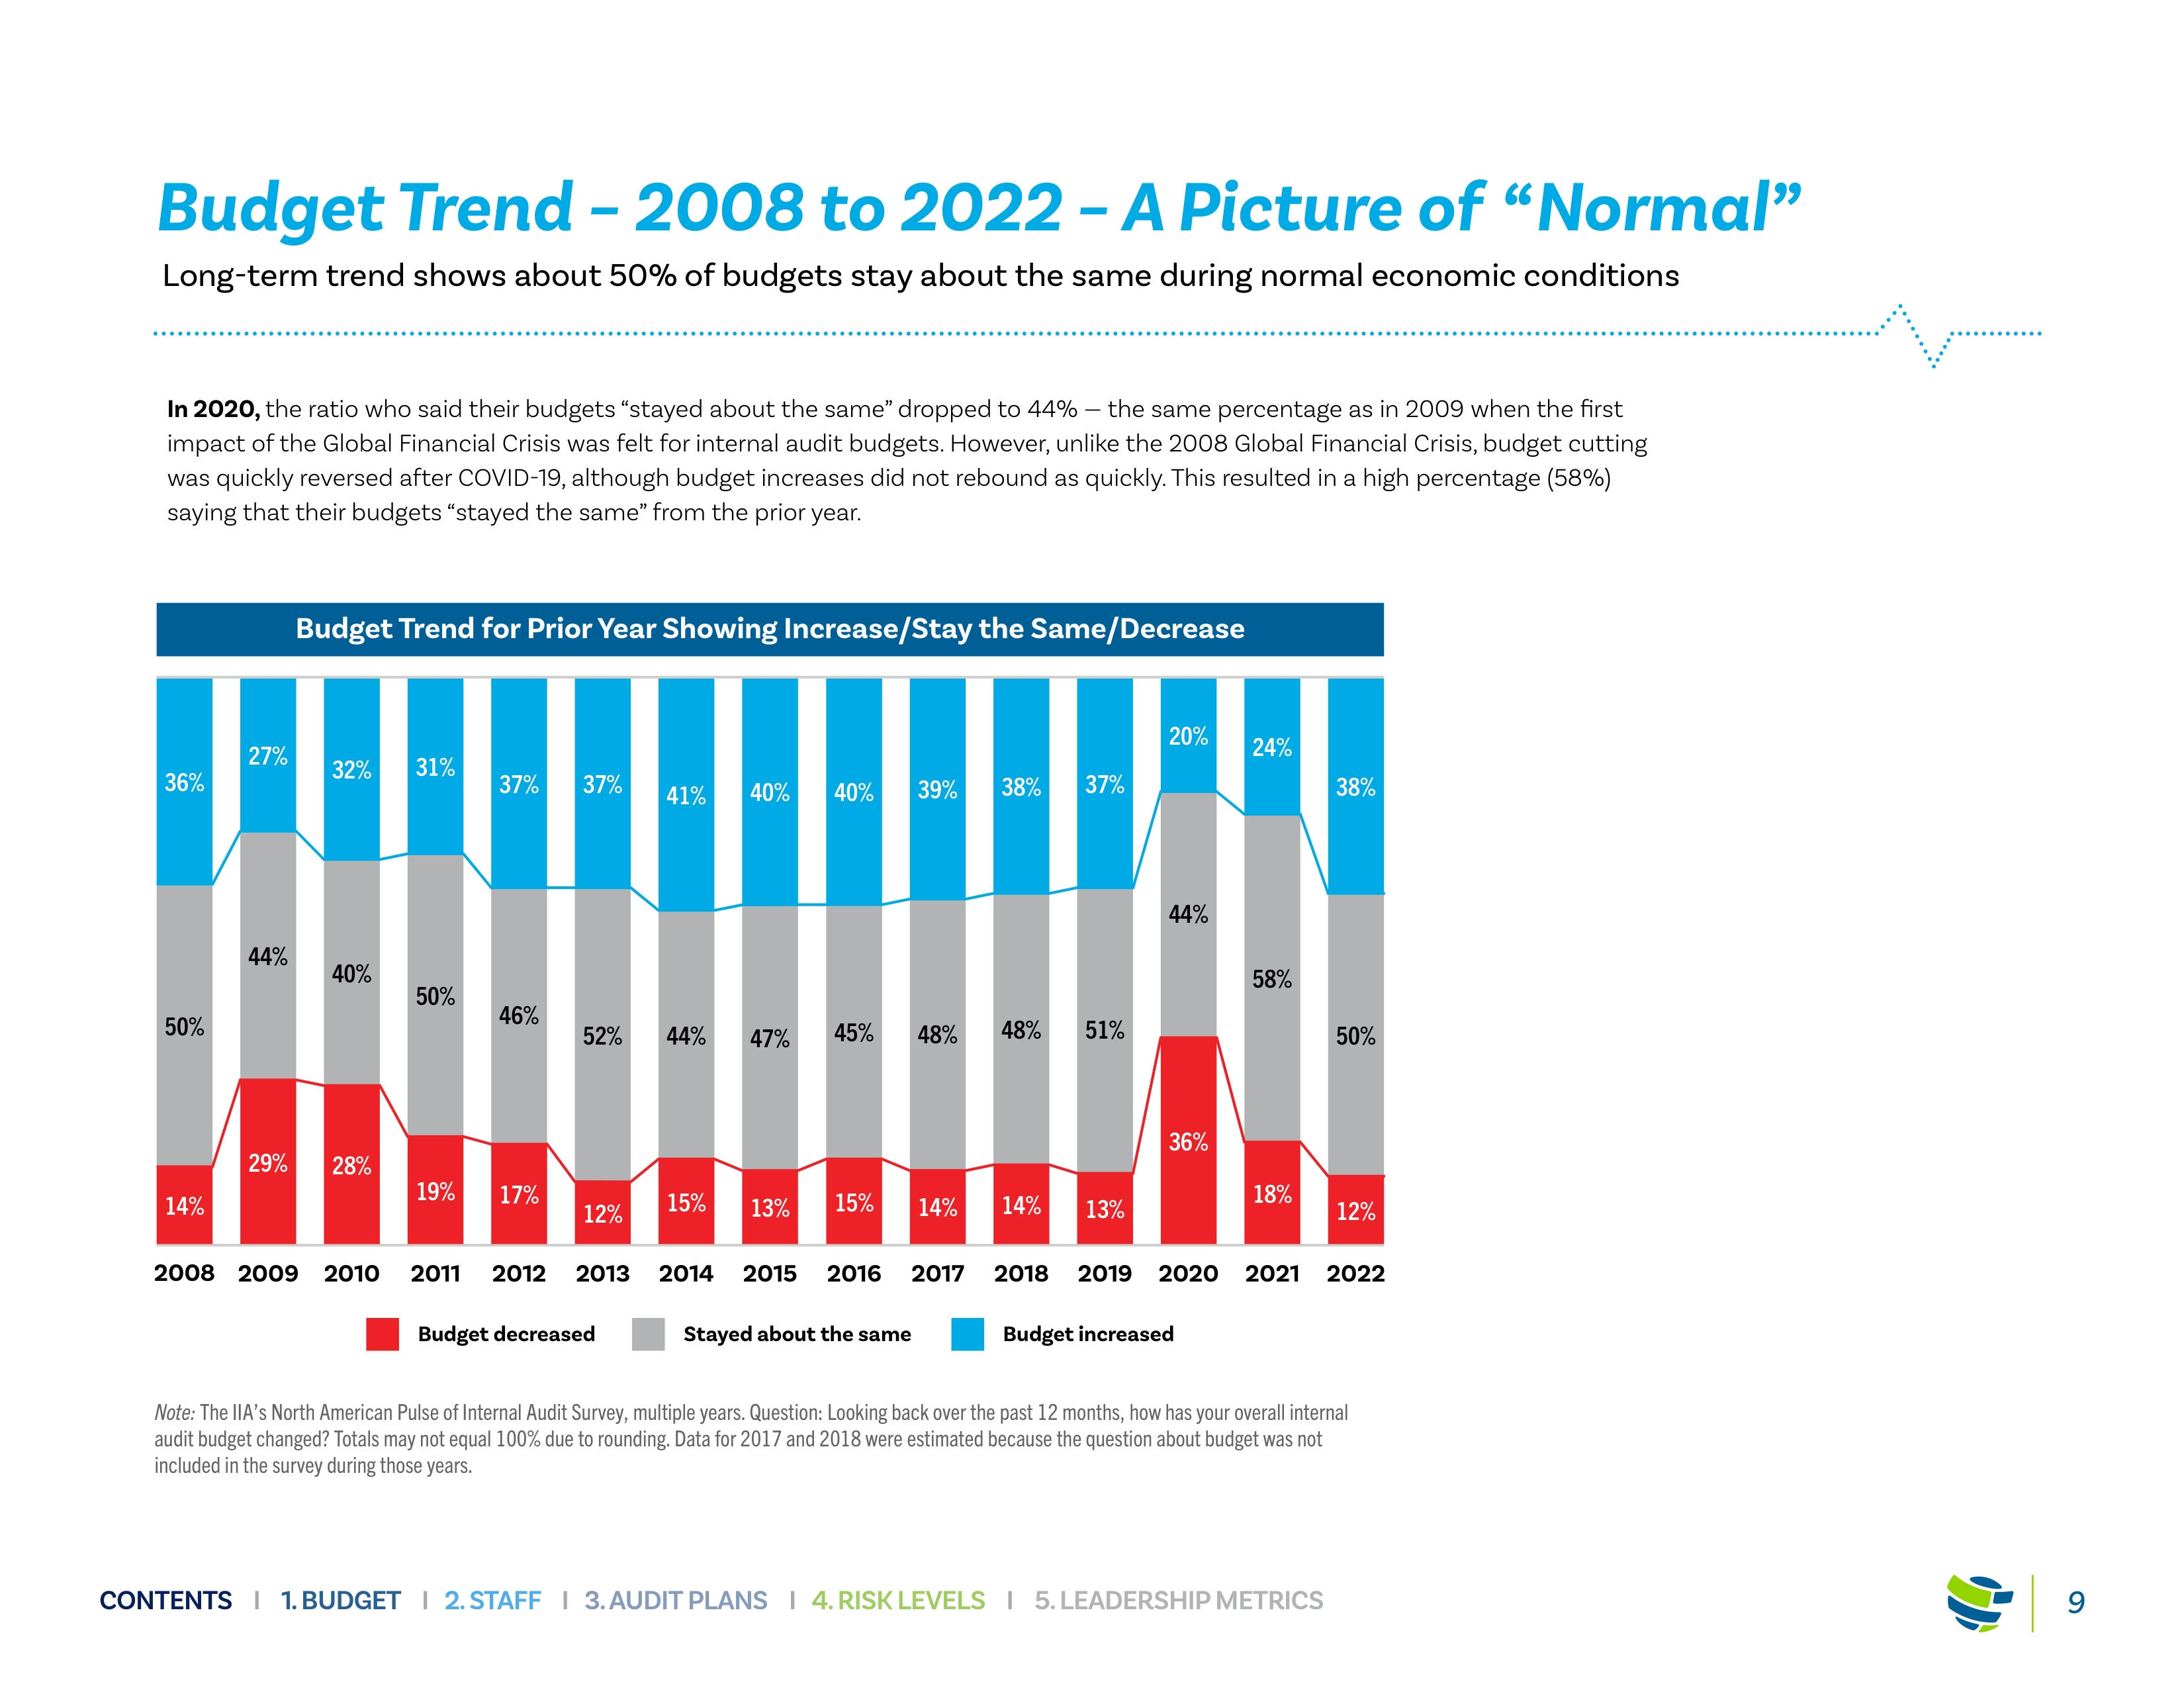 Budget Trend – 2008 to 2022 – A Picture of “Normal”
Long-term trend shows about 50% of budgets stay about the same during normal economic conditions
In 2020, the ratio who said their budgets “stayed about the same” dropped to 44% — the same percentage as in 2009 when the first
impact of the Global Financial Crisis was felt for internal audit budgets. However, unlike the 2008 Global Financial Crisis, budget cutting
was quickly reversed after COVID-19, although budget increases did not rebound as quickly. This resulted in a high percentage (58%)
saying that their budgets “stayed the same” from the prior year.
Budget Trend for Prior Year Showing Increase/Stay the Same/Decrease
36% 27% 32% 31% 37% 37% 41% 40% 40% 39% 38% 37% 20% 24% 38%
50% 44% 40% 50% 46% 52% 44% 47% 45% 48% 48% 51% 44% 58% 50%
14% 29% 28% 19% 17% 12% 15% 13% 15% 14% 14% 13% 36% 18% 12%
2008 2009 2010 2011 2012 2013 2014 2015 2016 2017 2018 2019 2020 2021 2022
Budget decreased Stayed about the same Budget increased
Note: The IIA’s North American Pulse of Internal Audit Survey, multiple years. Question: Looking back over the past 12 months, how has your overall internal
audit budget changed? Totals may not equal 100% due to rounding. Data for 2017 and 2018 were estimated because the question about budget was not
included in the survey during those years.
CONTENTS | 1. BUDGET | 2. STAFF | 3. AUDIT PLANS | 4. RISK LEVELS | 5. LEADERSHIP METRICS
9